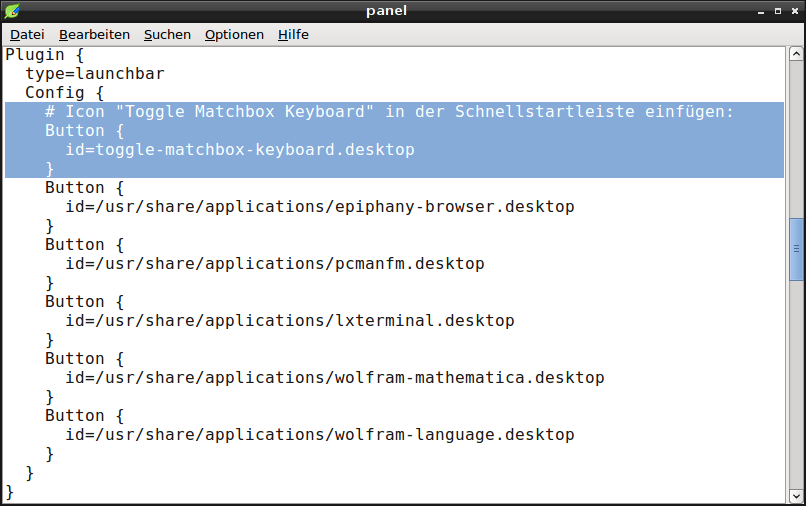 panel
Datei Bearbeiten Suchen Optionen Hilfe
Plugin {
  type=launchbar
  Config {
    # Icon "Toggle Matchbox Keyboard" in der Schnellstartleiste einfügen:
    Button {
      id=toggle-matchbox-keyboard.desktop
    }
    Button {
      id=/usr/share/applications/epiphany-browser.desktop
    }
    Button {
      id=/usr/share/applications/pcmanfm.desktop
    }
    Button {
      id=/usr/share/applications/lxterminal.desktop
    }
    Button {
      id=/usr/share/applications/wolfram-mathematica.desktop
    }
    Button {
      id=/usr/share/applications/wolfram-language.desktop
    }
  }
}